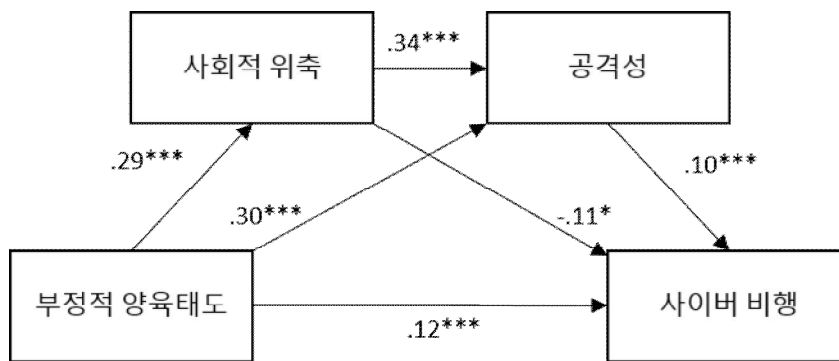 .34***
사회적 위축
공격성
.29***
.10***
.30***
-.11*
부정적 양육태도
사이버 비행
.12***